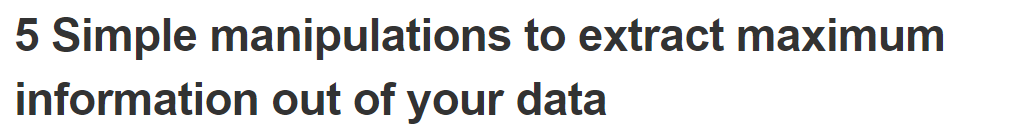 5 Simple manipulations to extract maximum
information out of your data